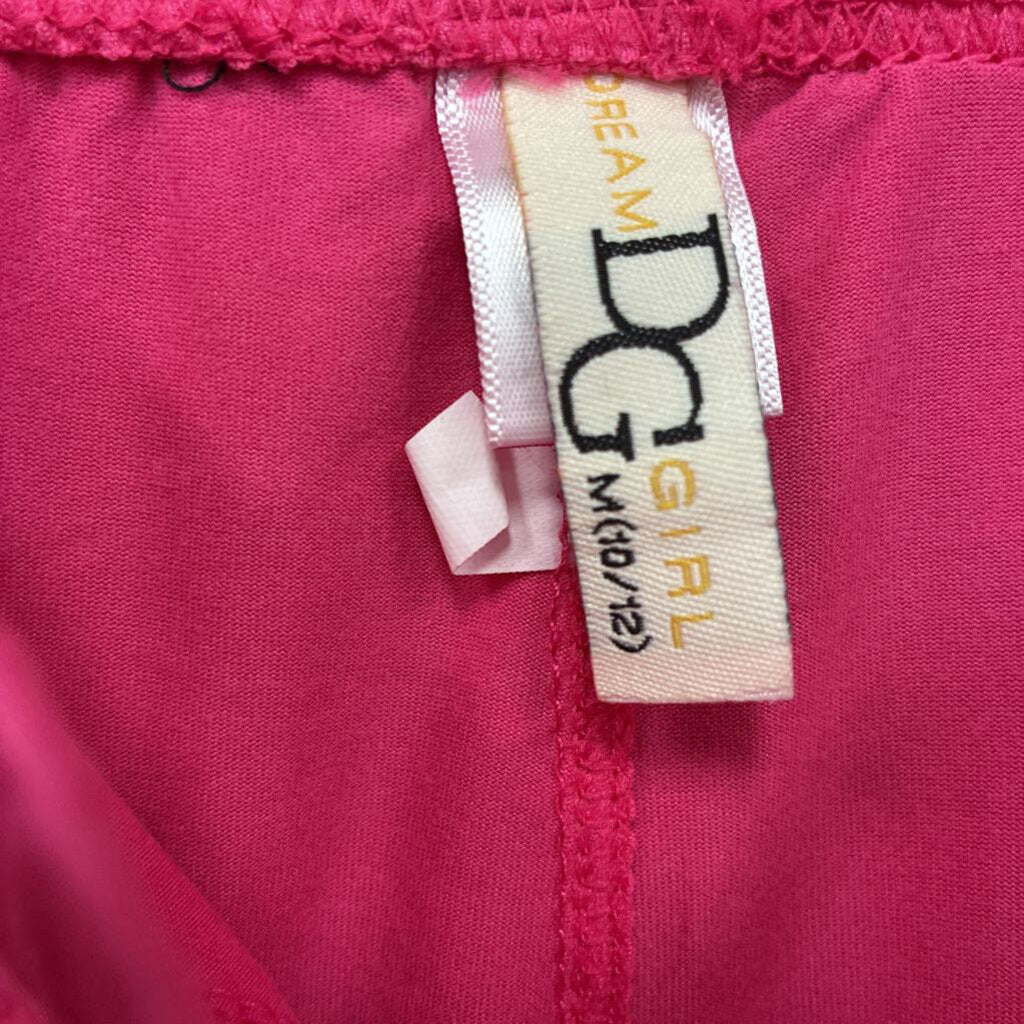 DREAM
DG
GIRL
M(10/12)